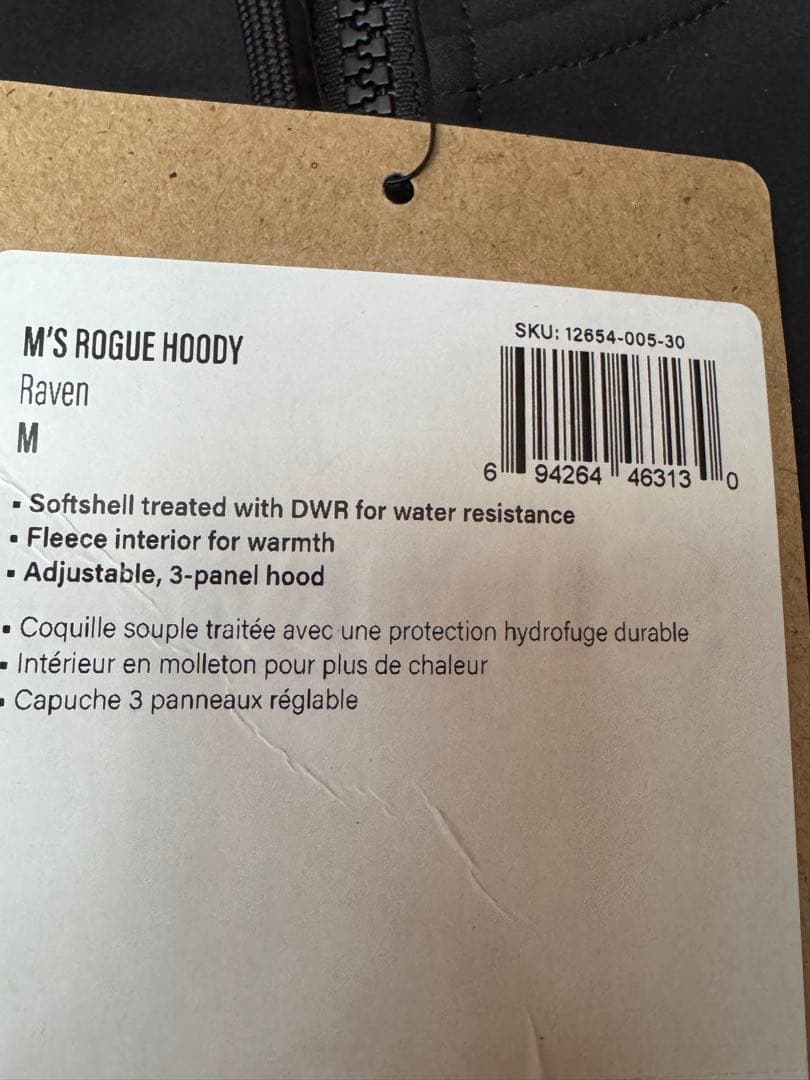 M'S ROGUE HOODY
Raven
M
SKU: 12654-005-30
6 94264 46313 0
▪ Softshell treated with DWR for water resistance
▪ Fleece interior for warmth
▪ Adjustable, 3-panel hood
▪ Coquille souple traitée avec une protection hydrofuge durable
▪ Intérieur en molleton pour plus de chaleur
▪ Capuche 3 panneaux réglable